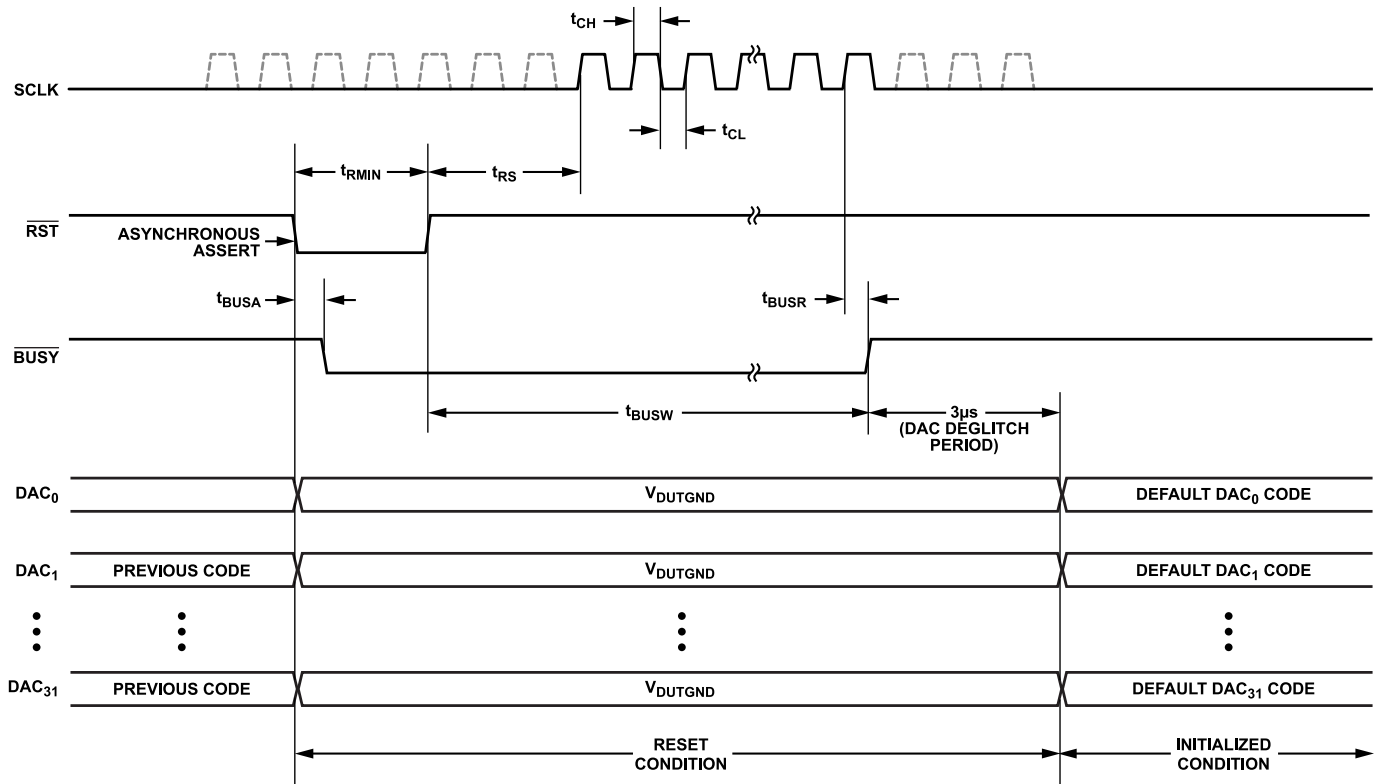 tCH
SCLK
tCL
tRMIN
tRS
RST
ASYNCHRONOUS
ASSERT
tBUSA
tBUSR
BUSY
tBUSW
3µs
(DAC DEGLITCH
PERIOD)
DAC0
VDUTGND
DEFAULT DAC0 CODE
DAC1
PREVIOUS CODE
VDUTGND
DEFAULT DAC1 CODE
DAC31
PREVIOUS CODE
VDUTGND
DEFAULT DAC31 CODE
RESET
CONDITION
INITIALIZED
CONDITION